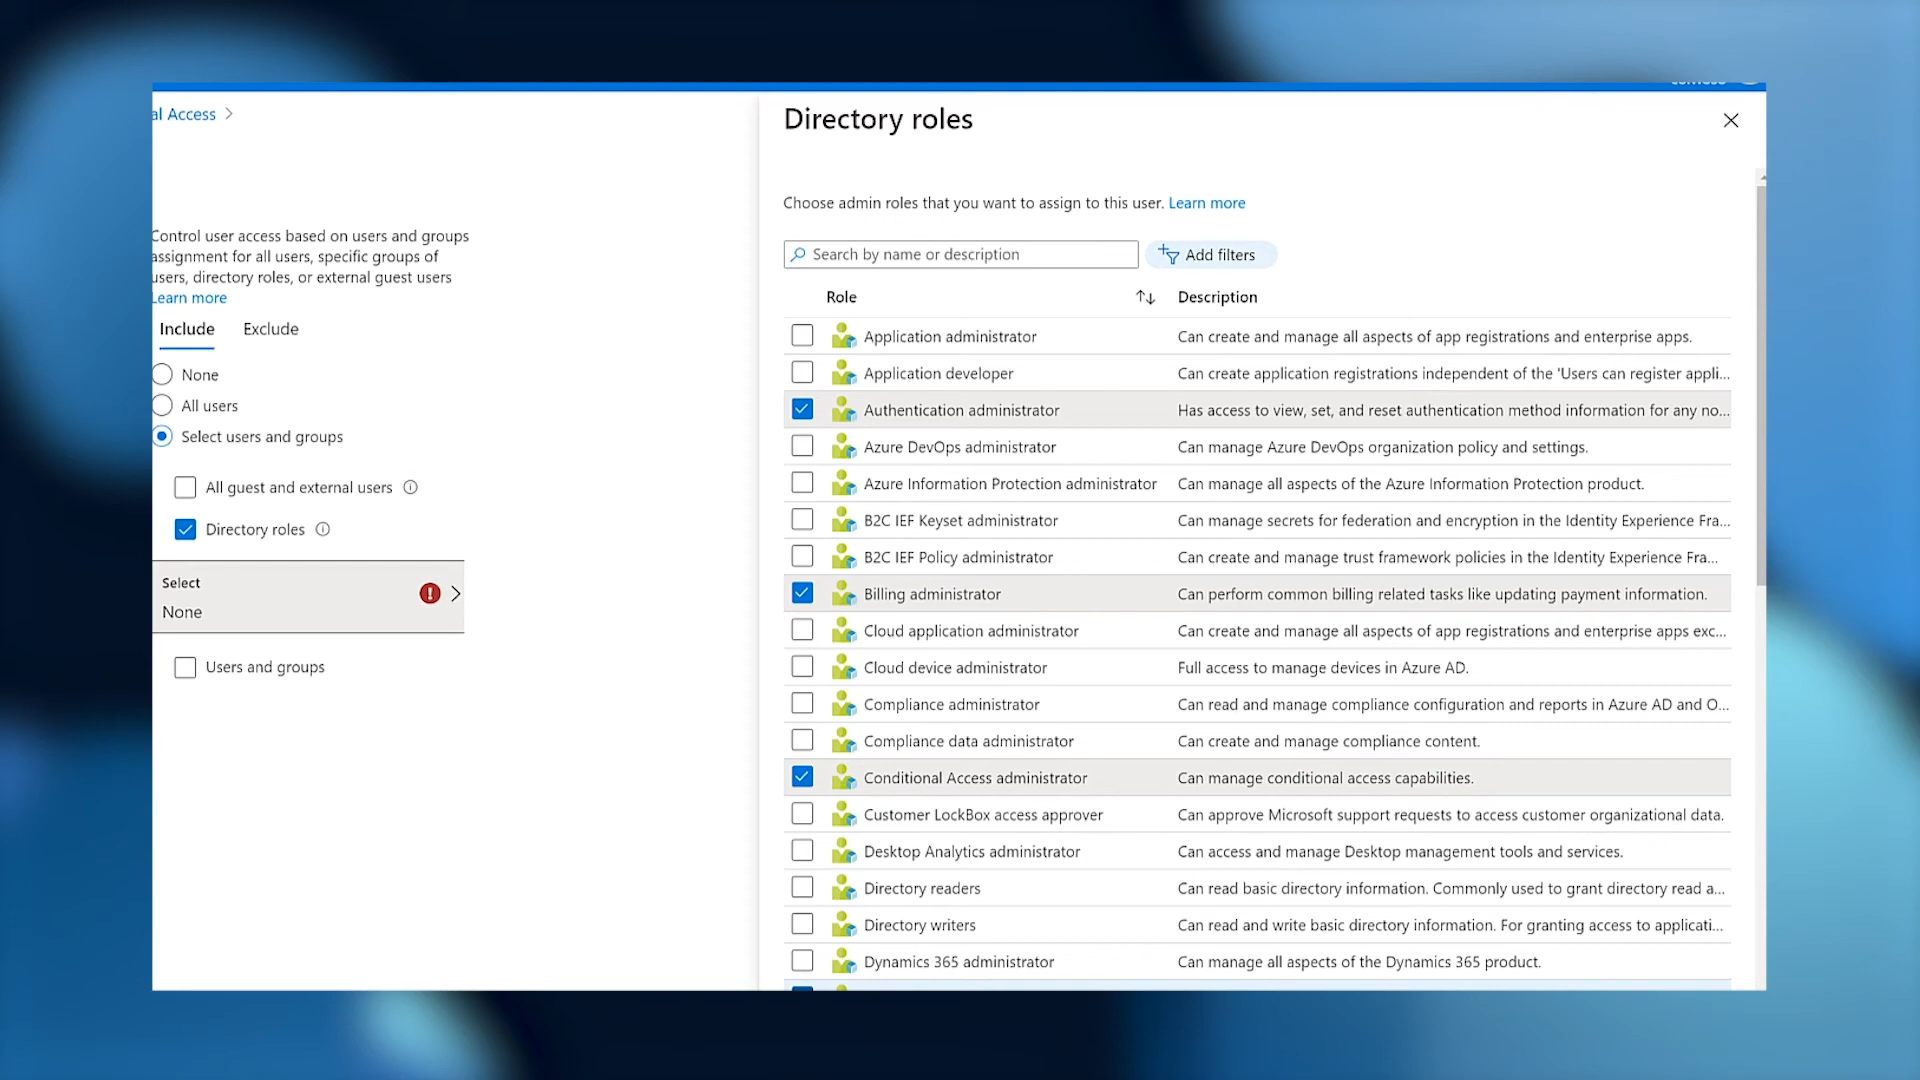 al Access
Control user access based on users and groups
assignment for all users, specific groups of
users, directory roles, or external guest users
Learn more
Include Exclude
None
All users
Select users and groups
All guest and external users
Directory roles
Select
None
Users and groups
Directory roles
Choose admin roles that you want to assign to this user. Learn more
Search by name or description Add filters
Role Description
Application administrator Can create and manage all aspects of app registrations and enterprise apps.
Application developer Can create application registrations independent of the 'Users can register appli...
Authentication administrator Has access to view, set, and reset authentication method information for any no...
Azure DevOps administrator Can manage Azure DevOps organization policy and settings.
Azure Information Protection administrator Can manage all aspects of the Azure Information Protection product.
B2C IEF Keyset administrator Can manage secrets for federation and encryption in the Identity Experience Fra...
B2C IEF Policy administrator Can create and manage trust framework policies in the Identity Experience Fra...
Billing administrator Can perform common billing related tasks like updating payment information.
Cloud application administrator Can create and manage all aspects of app registrations and enterprise apps exc...
Cloud device administrator Full access to manage devices in Azure AD.
Compliance administrator Can read and manage compliance configuration and reports in Azure AD and O...
Compliance data administrator Can create and manage compliance content.
Conditional Access administrator Can manage conditional access capabilities.
Customer LockBox access approver Can approve Microsoft support requests to access customer organizational data.
Desktop Analytics administrator Can access and manage Desktop management tools and services.
Directory readers Can read basic directory information. Commonly used to grant directory read a...
Directory writers Can read and write basic directory information. For granting access to applicati...
Dynamics 365 administrator Can manage all aspects of the Dynamics 365 product.